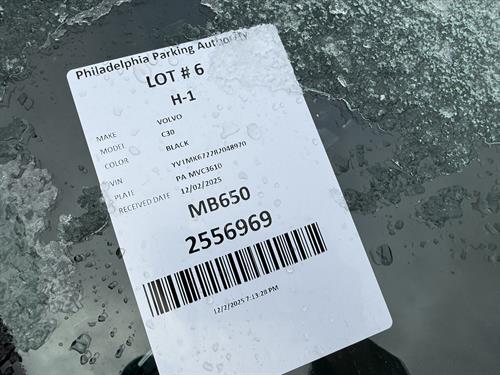 Philadelphia Parking Authority
LOT # 6
H-1
MAKE VOLVO
MODEL C30
COLOR BLACK
VIN YV1MK672272048970
PLATE PA MVC3610
RECEIVED DATE 12/02/2025
MB650
2556969
12/2/2025 7:13:28 PM